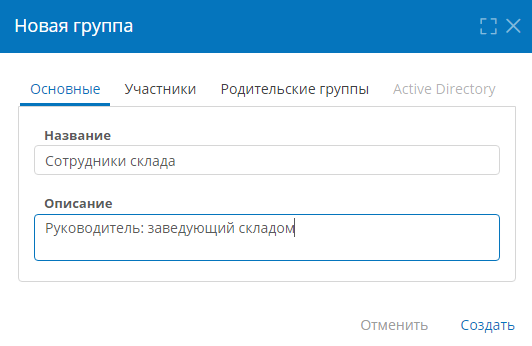 Новая группа
Основные Участники Родительские группы Active Directory
Название
Сотрудники склада
Описание
Руководитель: заведующий складом
Отменить Создать